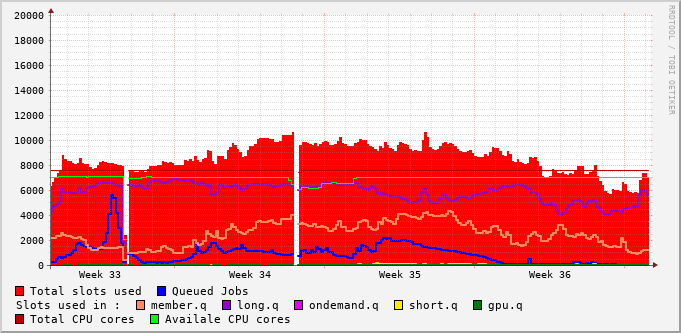 20000
18000
16000
14000
12000
10000
8000
6000
4000
2000
0
Week 33 Week 34 Week 35 Week 36
RRDTOOL / TOBI OETIKER
Total slots used Queued Jobs
Slots used in : member.q long.q ondemand.q short.q gpu.q
Total CPU cores Availale CPU cores